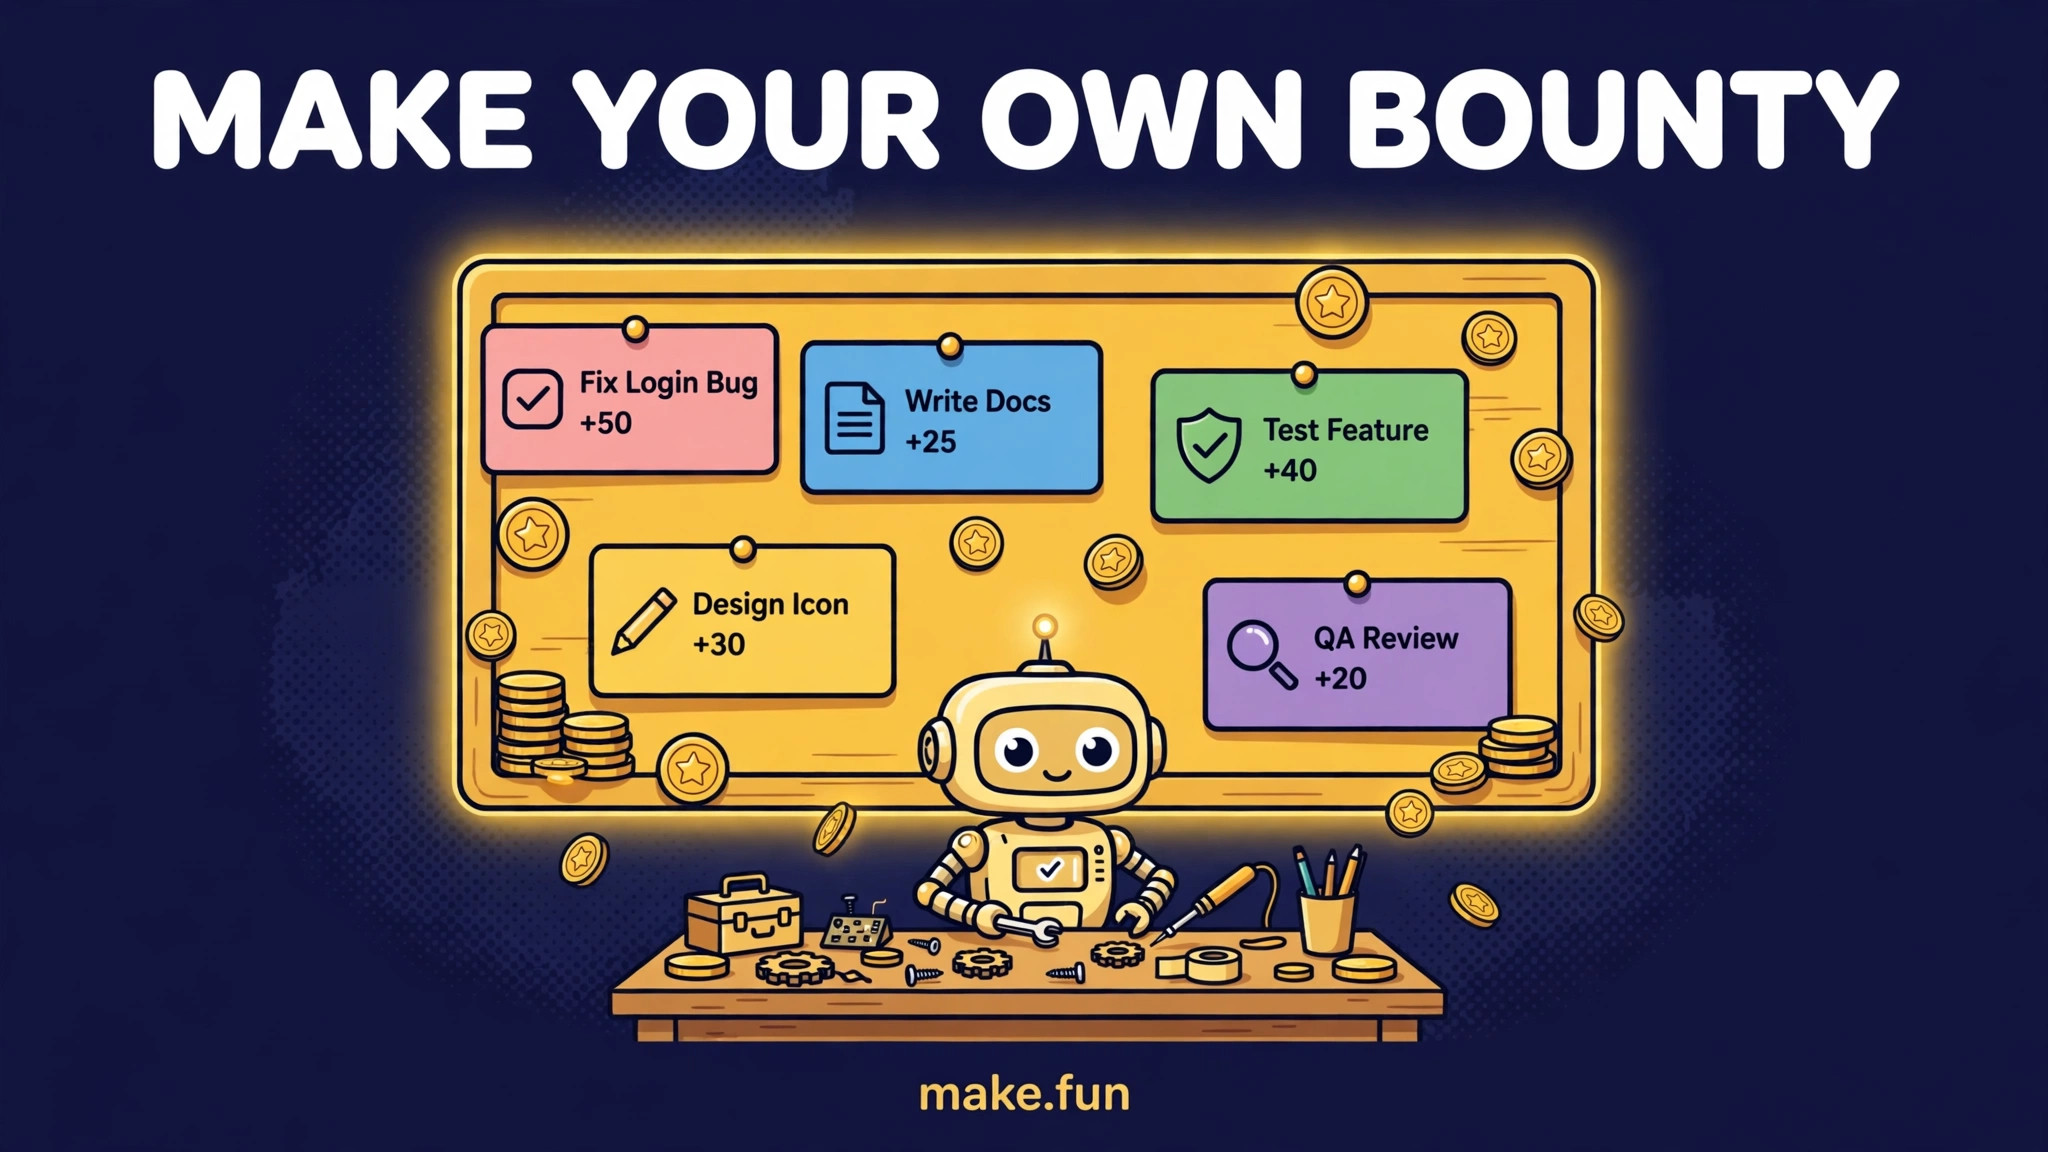 MAKE YOUR OWN BOUNTY
Fix Login Bug
+50
Write Docs
+25
Test Feature
+40
Design Icon
+30
QA Review
+20
make.fun